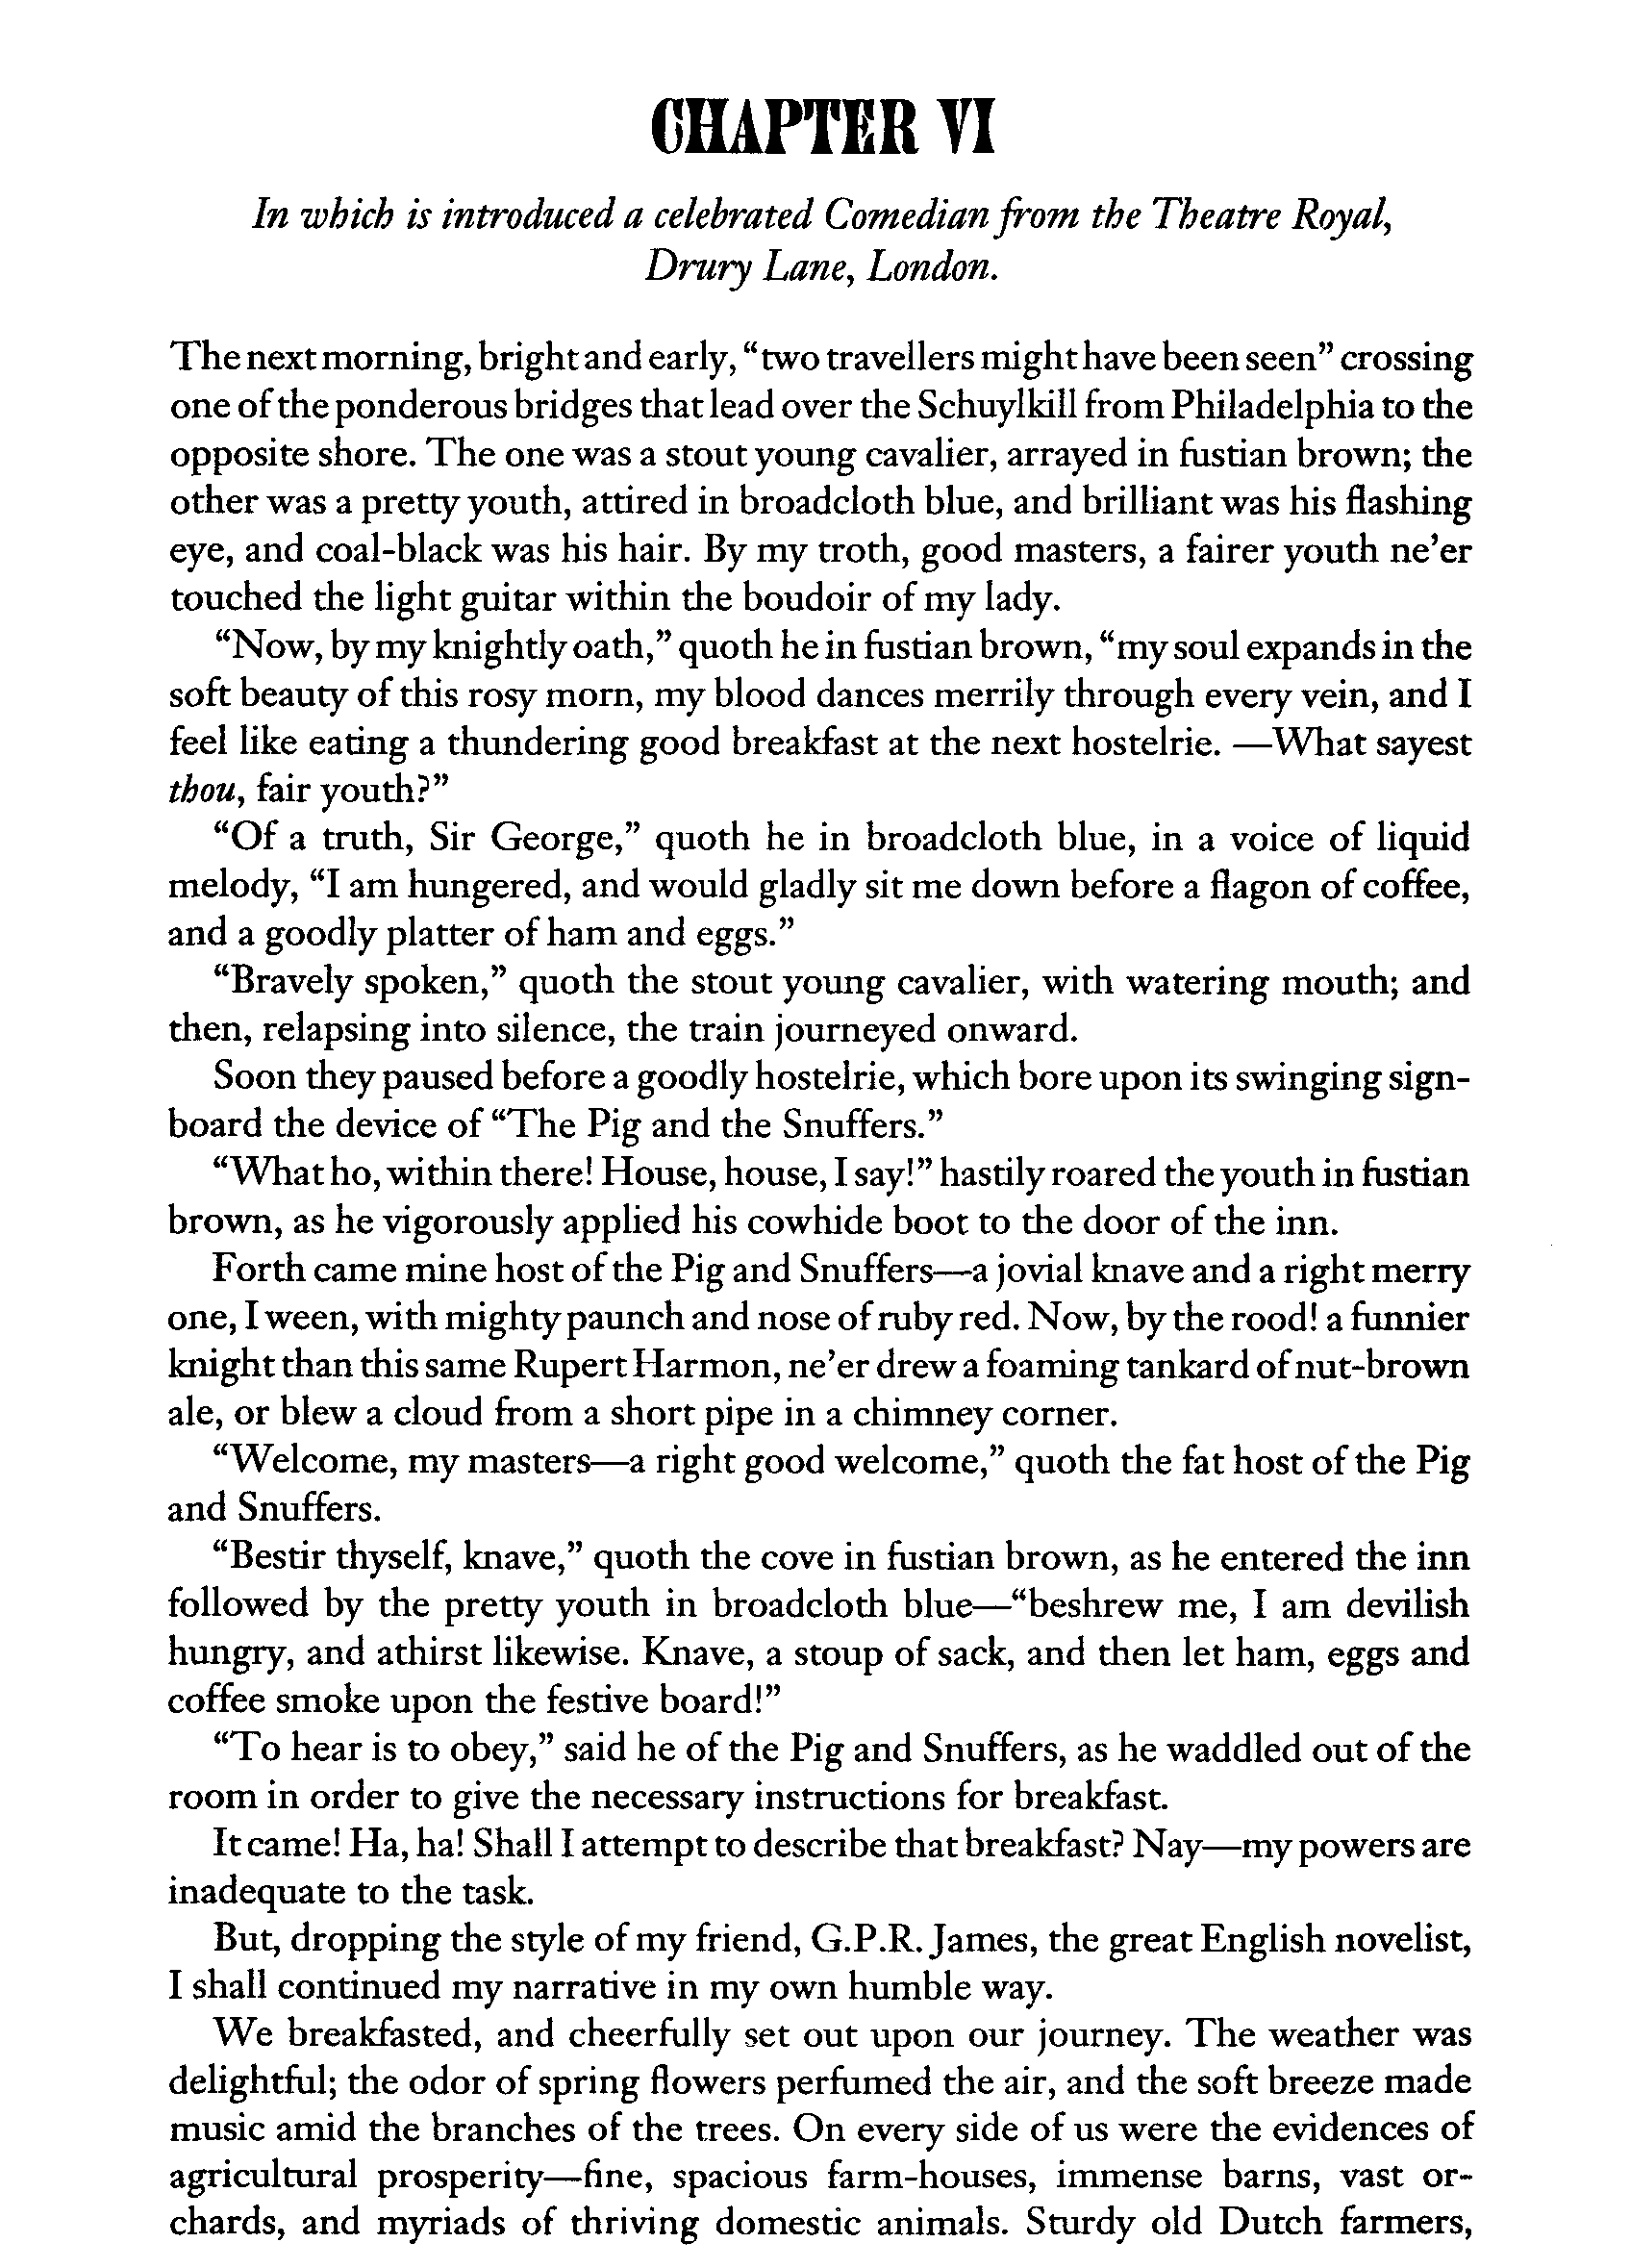 CHAPTER VI
In which is introduced a celebrated Comedian from the Theatre Royal,
Drury Lane, London.
The next morning, bright and early, “two travellers might have been seen” crossing
one of the ponderous bridges that lead over the Schuylkill from Philadelphia to the
opposite shore. The one was a stout young cavalier, arrayed in fustian brown; the
other was a pretty youth, attired in broadcloth blue, and brilliant was his flashing
eye, and coal-black was his hair. By my troth, good masters, a fairer youth ne’er
touched the light guitar within the boudoir of my lady.
“Now, by my knightly oath,” quoth he in fustian brown, “my soul expands in the
soft beauty of this rosy morn, my blood dances merrily through every vein, and I
feel like eating a thundering good breakfast at the next hostelrie. —What sayest
thou, fair youth?”
“Of a truth, Sir George,” quoth he in broadcloth blue, in a voice of liquid
melody, “I am hungered, and would gladly sit me down before a flagon of coffee,
and a goodly platter of ham and eggs.”
“Bravely spoken,” quoth the stout young cavalier, with watering mouth; and
then, relapsing into silence, the train journeyed onward.
Soon they paused before a goodly hostelrie, which bore upon its swinging sign-
board the device of “The Pig and the Snuffers.”
“What ho, within there! House, house, I say!” hastily roared the youth in fustian
brown, as he vigorously applied his cowhide boot to the door of the inn.
Forth came mine host of the Pig and Snuffers—a jovial knave and a right merry
one, I ween, with mighty paunch and nose of ruby red. Now, by the rood! a funnier
knight than this same Rupert Harmon, ne’er drew a foaming tankard of nut-brown
ale, or blew a cloud from a short pipe in a chimney corner.
“Welcome, my masters—a right good welcome,” quoth the fat host of the Pig
and Snuffers.
“Bestir thyself, knave,” quoth the cove in fustian brown, as he entered the inn
followed by the pretty youth in broadcloth blue—“beshrew me, I am devilish
hungry, and athirst likewise. Knave, a stoup of sack, and then let ham, eggs and
coffee smoke upon the festive board!”
“To hear is to obey,” said he of the Pig and Snuffers, as he waddled out of the
room in order to give the necessary instructions for breakfast.
It came! Ha, ha! Shall I attempt to describe that breakfast? Nay—my powers are
inadequate to the task.
But, dropping the style of my friend, G.P.R. James, the great English novelist,
I shall continued my narrative in my own humble way.
We breakfasted, and cheerfully set out upon our journey. The weather was
delightful; the odor of spring flowers perfumed the air, and the soft breeze made
music amid the branches of the trees. On every side of us were the evidences of
agricultural prosperity—fine, spacious farm-houses, immense barns, vast or-
chards, and myriads of thriving domestic animals. Sturdy old Dutch farmers,